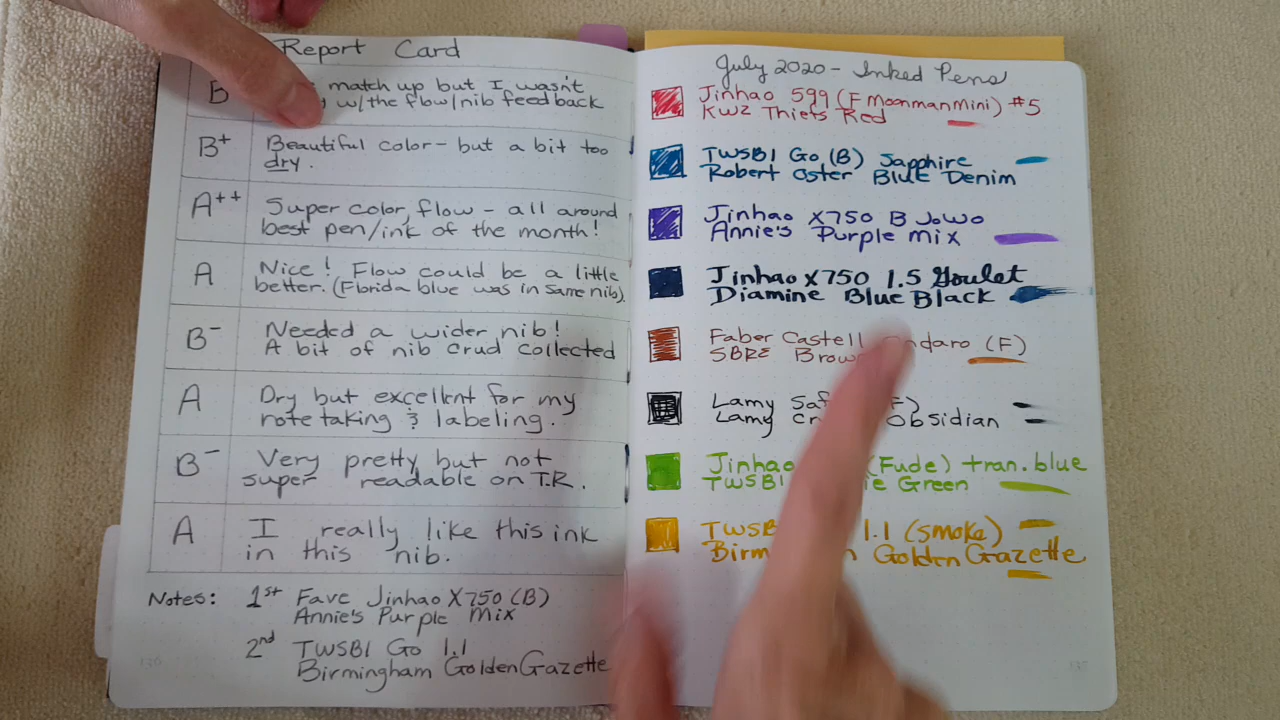 Report Card
B match up but I wasn't
w/the flow/nib feedback
B+ Beautiful color- but a bit too
dry.
A++ Super color, flow - all around
best pen/ink of the month!
A Nice! Flow could be a little
better. (Florida blue was in same nib).
B- Needed a wider nib!
A bit of nib crud collected
A Dry but excellent for my
note taking & labeling.
B- Very pretty but not
super readable on T.R.
A I really like this ink
in this nib.
Notes: 1st Fave Jinhao X750 (B)
Annie's Purple Mix
2nd TWSBI Go 1.1
Birmingham Golden Gazette
136
July 2020 - Inked Pens
Jinhao 599 (F Moonman Mini) #5
KWZ Thiefs Red
TWSBI Go (B) Sapphire
Robert Oster Blue Denim
Jinhao X750 B Jowo
Annie's Purple Mix
Jinhao X750 1.5 Goulet
Diamine Blue Black
Faber Castell (F)
SBRE
Lamy
Lamy Obsidian
Jinhao (Fude) tran. blue
TWSBI Green
1.1 (smoke)
Golden Gazette